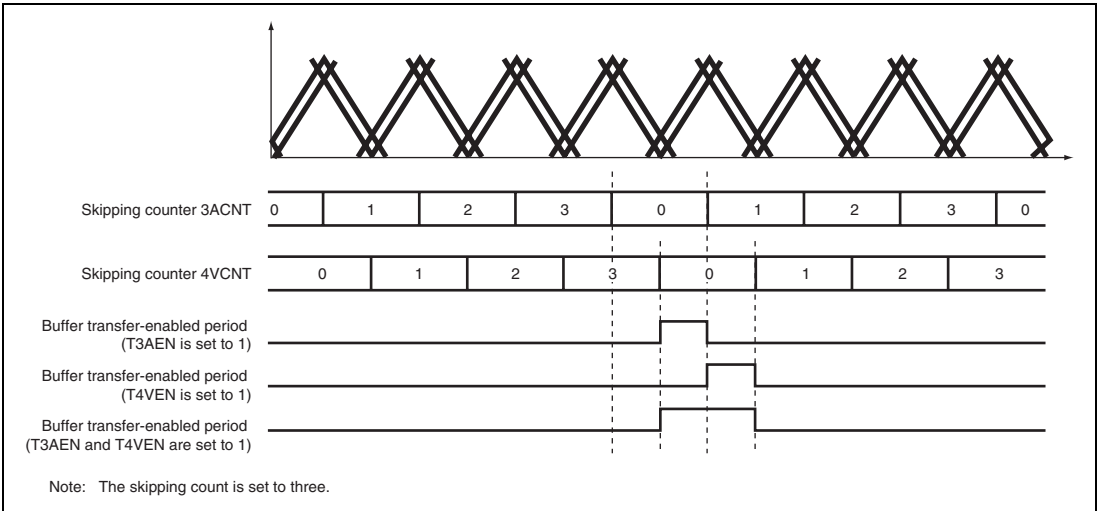 Skipping counter 3ACNT 0 1 2 3 0 1 2 3 0
Skipping counter 4VCNT 0 1 2 3 0 1 2 3
Buffer transfer-enabled period
(T3AEN is set to 1)
Buffer transfer-enabled period
(T4VEN is set to 1)
Buffer transfer-enabled period
(T3AEN and T4VEN are set to 1)
Note: The skipping count is set to three.